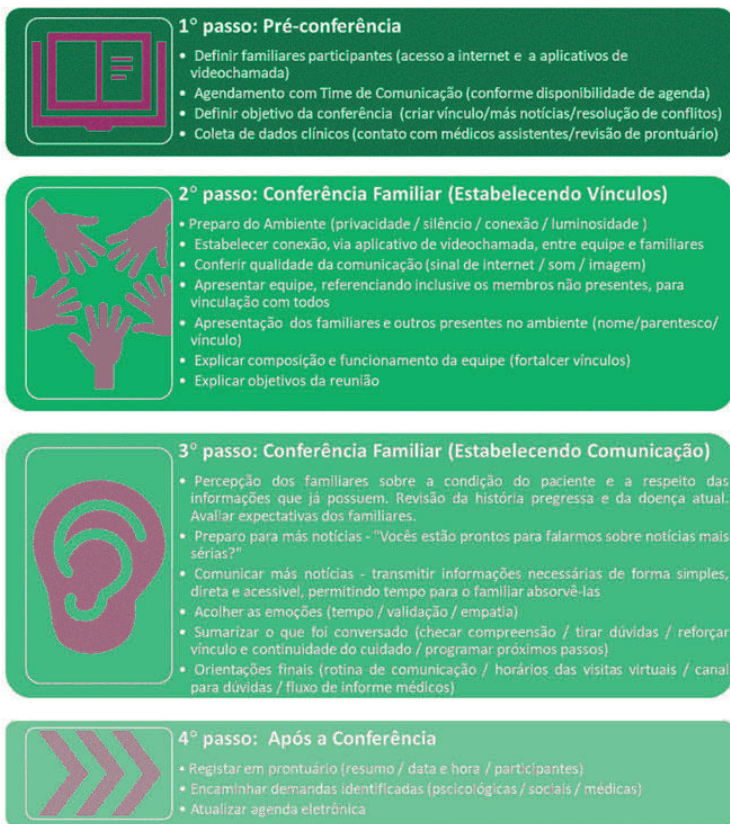 1° passo: Pré-conferência
• Definir familiares participantes (acesso a internet e a aplicativos de
videochamada)
• Agendamento com Time de Comunicação (conforme disponibilidade de agenda)
• Definir objetivo da conferência (criar vínculo/más notícias/resolução de conflitos)
• Coleta de dados clínicos (contato com médicos assistentes/revisão de prontuário)
2° passo: Conferência Familiar (Estabelecendo Vínculos)
• Preparo do Ambiente (privacidade / silêncio / conexão / luminosidade )
• Estabelecer conexão, via aplicativo de vídeochamada, entre equipe e familiares
• Conferir qualidade da comunicação (sinal de internet / som / imagem)
• Apresentar equipe, referenciando inclusive os membros não presentes, para
vinculação com todos
• Apresentação dos familiares e outros presentes no ambiente (nome/parentesco/
vínculo)
• Explicar composição e funcionamento da equipe (fortalcer vínculos)
• Explicar objetivos da reunião
3° passo: Conferência Familiar (Estabelecendo Comunicação)
• Percepção dos familiares sobre a condição do paciente e a respeito das
informações que já possuem. Revisão da história pregressa e da doença atual.
Avaliar expectativas dos familiares.
• Preparo para más notícias - "Vocês estão prontos para falarmos sobre notícias mais
sérias?"
• Comunicar más notícias - transmitir informações necessárias de forma simples,
direta e acessivel, permitindo tempo para o familiar absorvê-las
• Acolher as emoções (tempo / validação / empatia)
• Sumarizar o que foi conversado (checar compreensão / tirar dúvidas / reforçar
vínculo e continuidade do cuidado / programar próximos passos)
• Orientações finais (rotina de comunicação / horários das visitas virtuais / canal
para dúvidas / fluxo de informe médicos)
4° passo: Após a Conferência
• Registar em prontuário (resumo / data e hora / participantes)
• Encaminhar demandas identificadas (pscicológicas / sociais / médicas)
• Atualizar agenda eletrônica